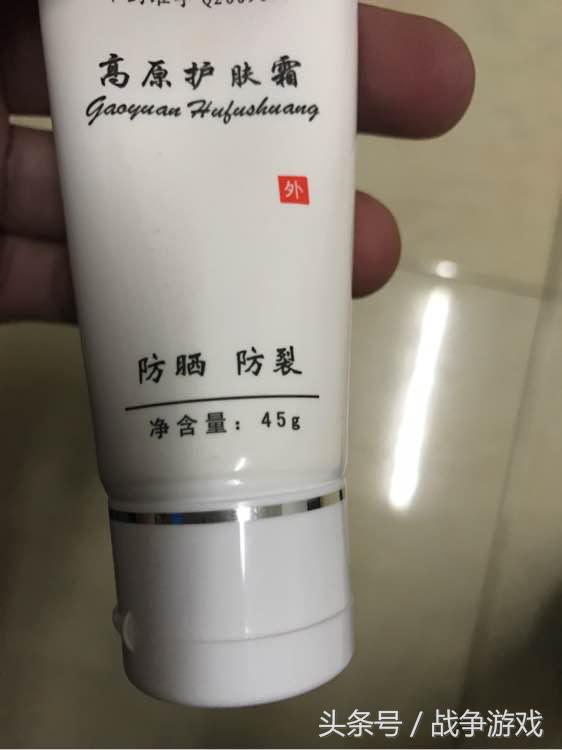 高原护肤霜
Gaoyuan Hufushuang
外
防晒 防裂
净含量：45g
头条号 / 战争游戏